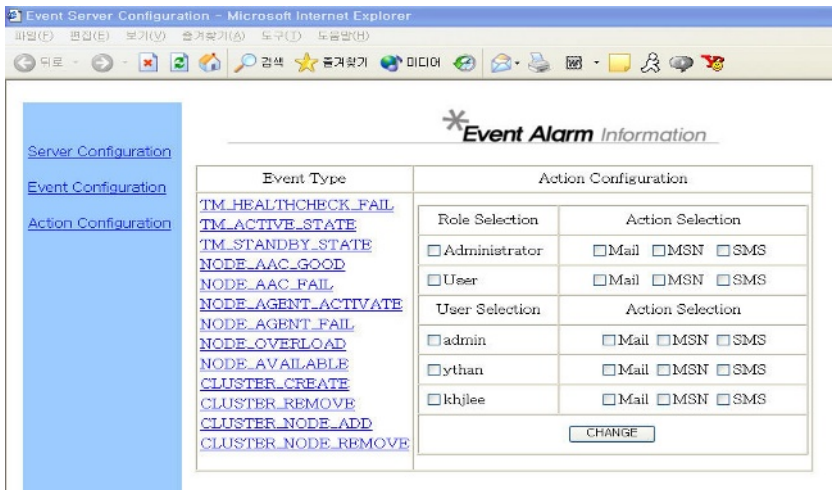 Event Server Configuration - Microsoft Internet Explorer
파일(F) 편집(E) 보기(V) 즐겨찾기(A) 도구(T) 도움말(H)
뒤로 검색 즐겨찾기 미디어
Event Alarm Information
Server Configuration
Event Configuration
Action Configuration
Event Type
TM_HEALTHCHECK_FAIL
TM_ACTIVE_STATE
TM_STANDBY_STATE
NODE_AAC_GOOD
NODE_AAC_FAIL
NODE_AGENT_ACTIVATE
NODE_AGENT_FAIL
NODE_OVERLOAD
NODE_AVAILABLE
CLUSTER_CREATE
CLUSTER_REMOVE
CLUSTER_NODE_ADD
CLUSTER_NODE_REMOVE
Action Configuration
Role Selection Action Selection
Administrator Mail MSN SMS
User Mail MSN SMS
User Selection Action Selection
admin Mail MSN SMS
ythan Mail MSN SMS
khjlee Mail MSN SMS
CHANGE